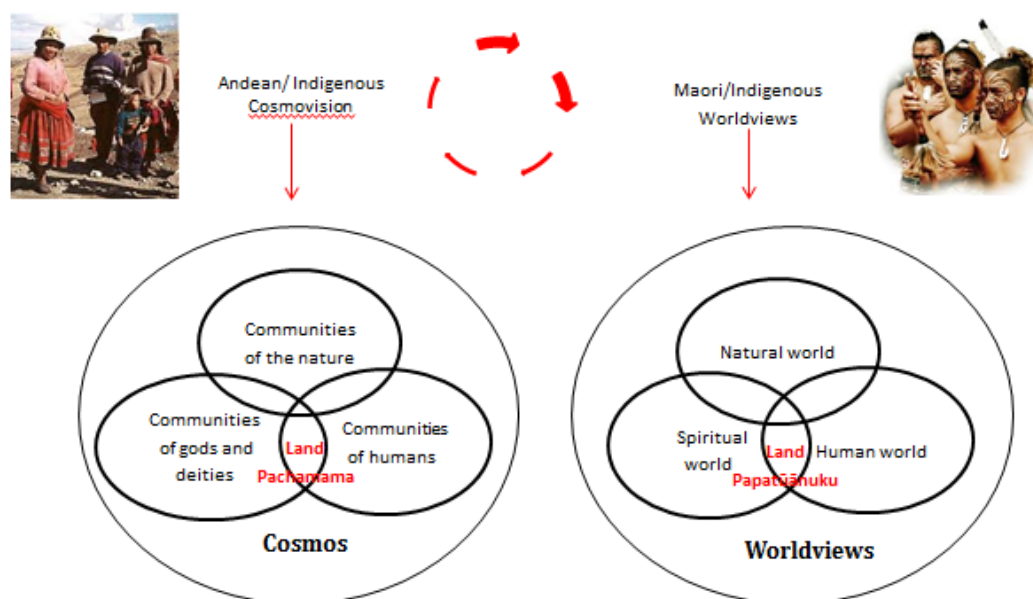 Andean/ Indigenous
Cosmovision
Maori/Indigenous
Worldviews
Communities
of the nature
Communities
of gods and
deities
Land
Pachamama
Communities
of humans
Cosmos
Natural world
Spiritual
world
Land
Papatūānuku
Human world
Worldviews